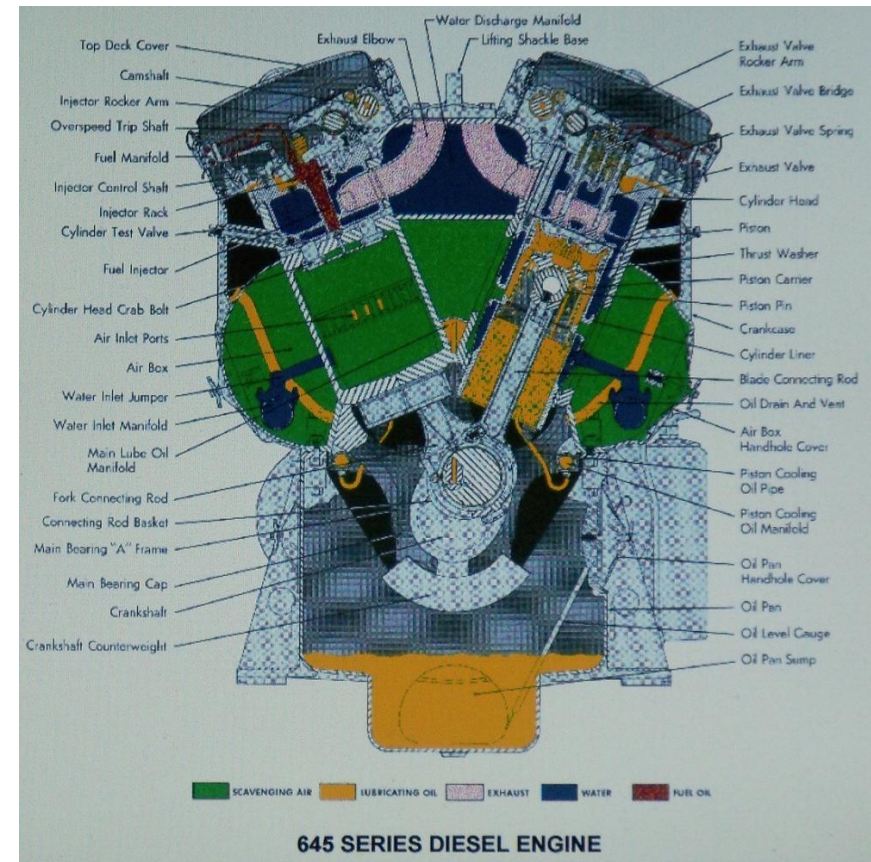 Water Discharge Manifold
Exhaust Elbow
Lifting Shackle Base
Top Deck Cover
Camshaft
Injector Rocker Arm
Overspeed Trip Shaft
Fuel Manifold
Injector Control Shaft
Injector Rack
Cylinder Test Valve
Fuel Injector
Cylinder Head Crab Bolt
Air Inlet Ports
Air Box
Water Inlet Jumper
Water Inlet Manifold
Main Lube Oil
Manifold
Fork Connecting Rod
Connecting Rod Basket
Main Bearing "A" Frame
Main Bearing Cap
Crankshaft
Crankshaft Counterweight
Exhaust Valve
Rocker Arm
Exhaust Valve Bridge
Exhaust Valve Spring
Exhaust Valve
Cylinder Head
Piston
Thrust Washer
Piston Carrier
Piston Pin
Crankcase
Cylinder Liner
Blade Connecting Rod
Oil Drain And Vent
Air Box
Handhole Cover
Piston Cooling
Oil Pipe
Piston Cooling
Oil Manifold
Oil Pan
Handhole Cover
Oil Pan
Oil Level Gauge
Oil Pan Sump
SCAVENGING AIR
LUBRICATING OIL
EXHAUST
WATER
FUEL OIL
645 SERIES DIESEL ENGINE